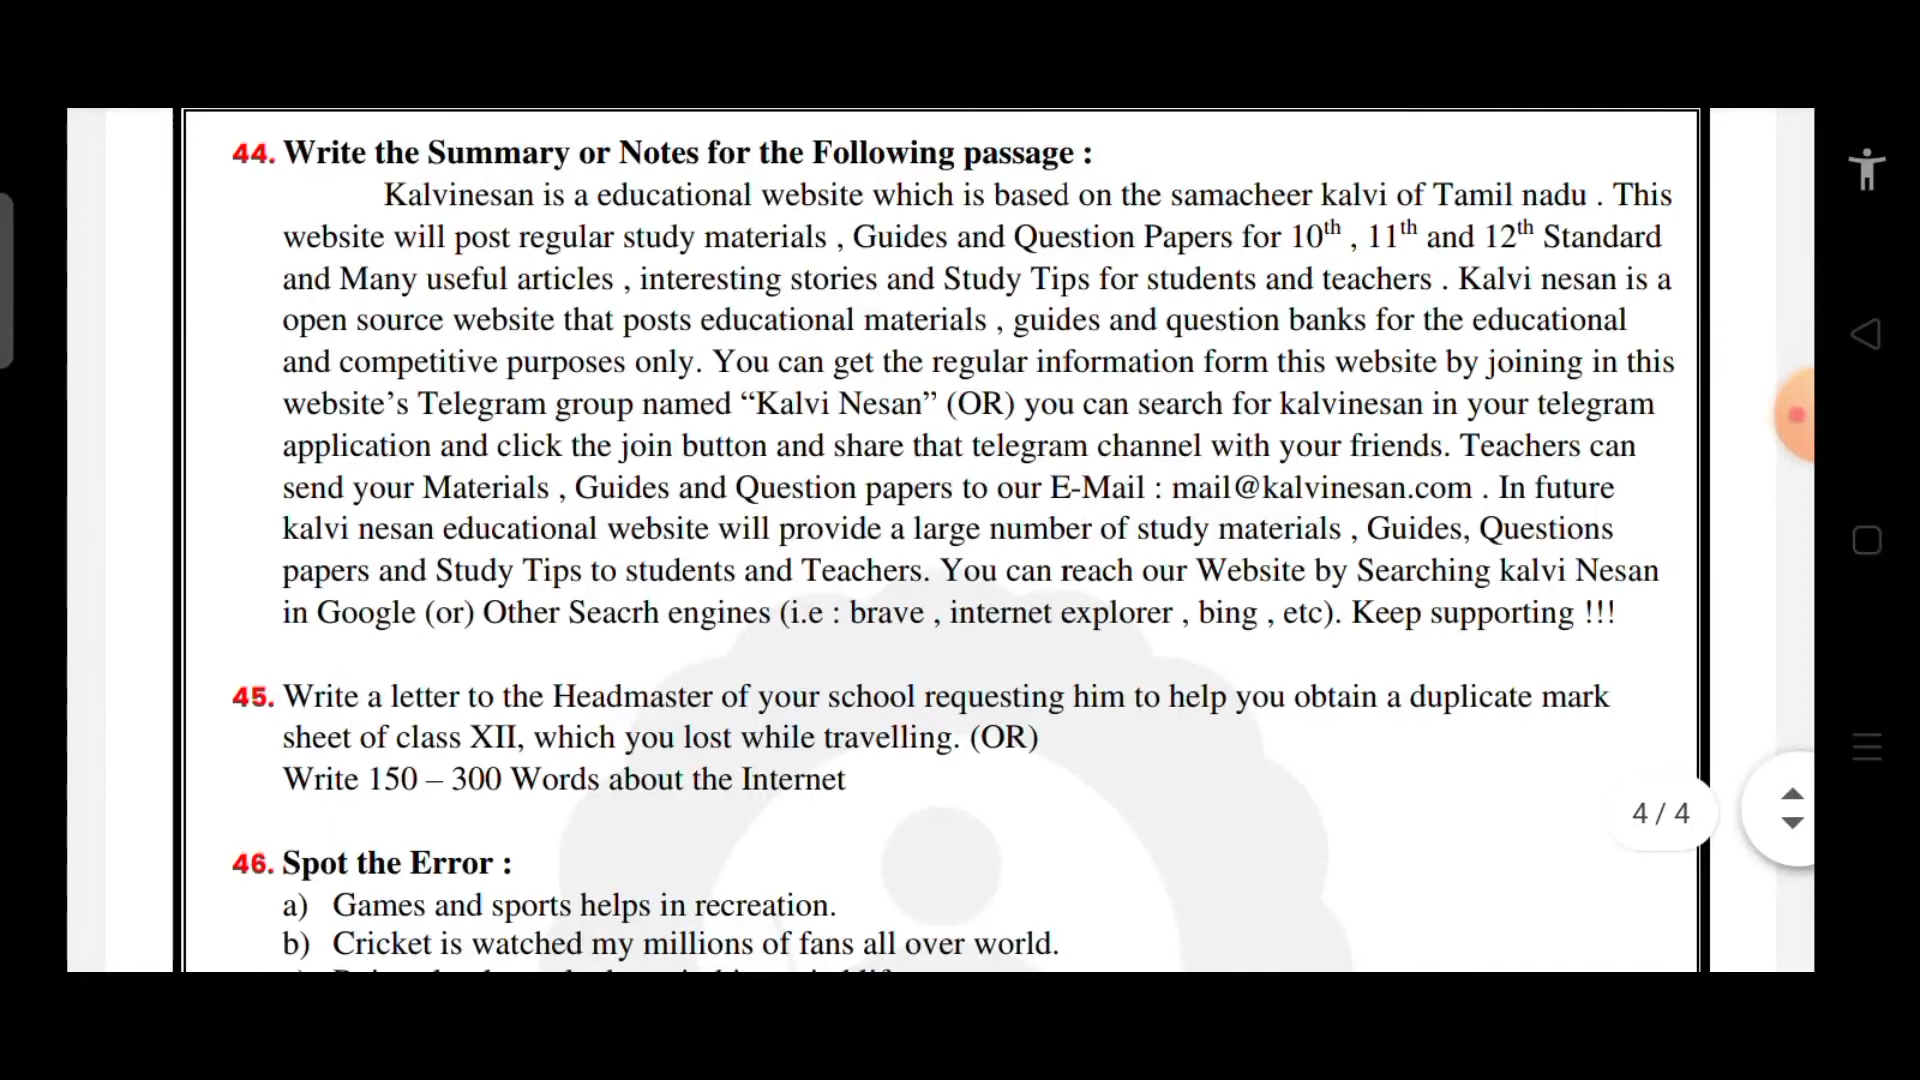 44. Write the Summary or Notes for the Following passage :
Kalvinesan is a educational website which is based on the samacheer kalvi of Tamil nadu . This
website will post regular study materials , Guides and Question Papers for 10th , 11th and 12th Standard
and Many useful articles , interesting stories and Study Tips for students and teachers . Kalvi nesan is a
open source website that posts educational materials , guides and question banks for the educational
and competitive purposes only. You can get the regular information form this website by joining in this
website’s Telegram group named “Kalvi Nesan” (OR) you can search for kalvinesan in your telegram
application and click the join button and share that telegram channel with your friends. Teachers can
send your Materials , Guides and Question papers to our E-Mail : mail@kalvinesan.com . In future
kalvi nesan educational website will provide a large number of study materials , Guides, Questions
papers and Study Tips to students and Teachers. You can reach our Website by Searching kalvi Nesan
in Google (or) Other Seacrh engines (i.e : brave , internet explorer , bing , etc). Keep supporting !!!
45. Write a letter to the Headmaster of your school requesting him to help you obtain a duplicate mark
sheet of class XII, which you lost while travelling. (OR)
Write 150 – 300 Words about the Internet
4 / 4
46. Spot the Error :
a) Games and sports helps in recreation.
b) Cricket is watched my millions of fans all over world.